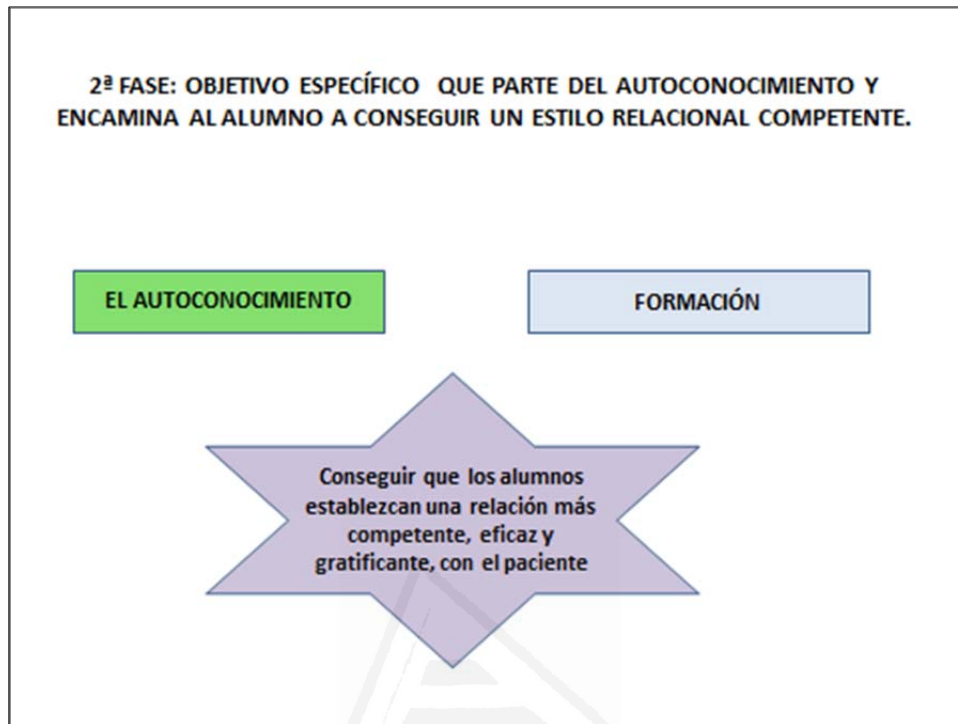 2ª FASE: OBJETIVO ESPECÍFICO QUE PARTE DEL AUTOCONOCIMIENTO Y
ENCAMINA AL ALUMNO A CONSEGUIR UN ESTILO RELACIONAL COMPETENTE.
EL AUTOCONOCIMIENTO
FORMACIÓN
Conseguir que los alumnos
establezcan una relación más
competente, eficaz y
gratificante, con el paciente